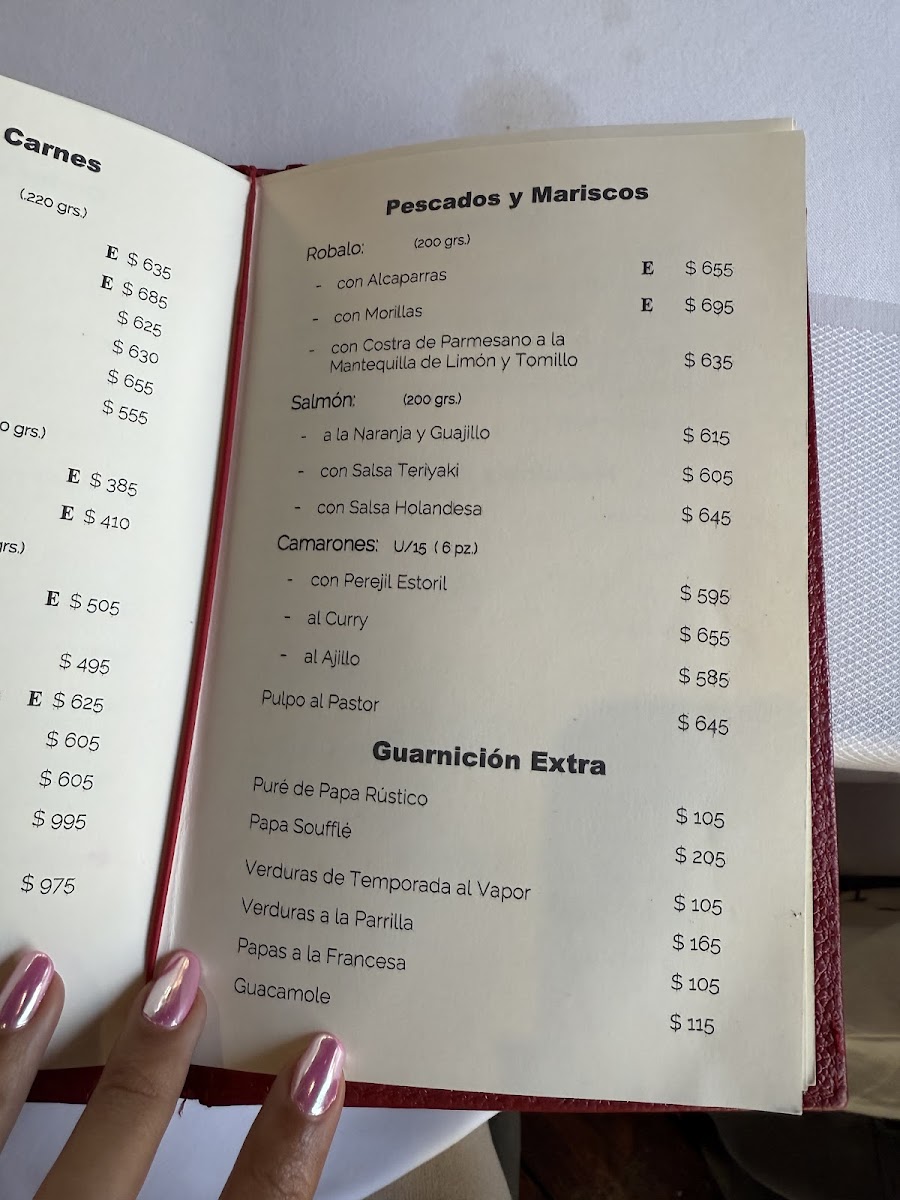 Carnes
(.220 grs.)
E $ 635
E $ 685
$ 625
$ 630
$ 655
$ 555
grs.)
E $ 385
E $ 410
grs.)
E $ 505
$ 495
E $ 625
$ 605
$ 605
$ 995
$ 975
Pescados y Mariscos
Robalo: (200 grs.)
- con Alcaparras E $ 655
- con Morillas E $ 695
- con Costra de Parmesano a la
Mantequilla de Limón y Tomillo $ 635
Salmón: (200 grs.)
- a la Naranja y Guajillo $ 615
- con Salsa Teriyaki $ 605
- con Salsa Holandesa $ 645
Camarones: U/15 ( 6 pz.)
- con Perejil Estoril $ 595
- al Curry $ 655
- al Ajillo $ 585
Pulpo al Pastor $ 645
Guarnición Extra
Puré de Papa Rústico $ 105
Papa Soufflé $ 205
Verduras de Temporada al Vapor $ 105
Verduras a la Parrilla $ 165
Papas a la Francesa $ 105
Guacamole $ 115